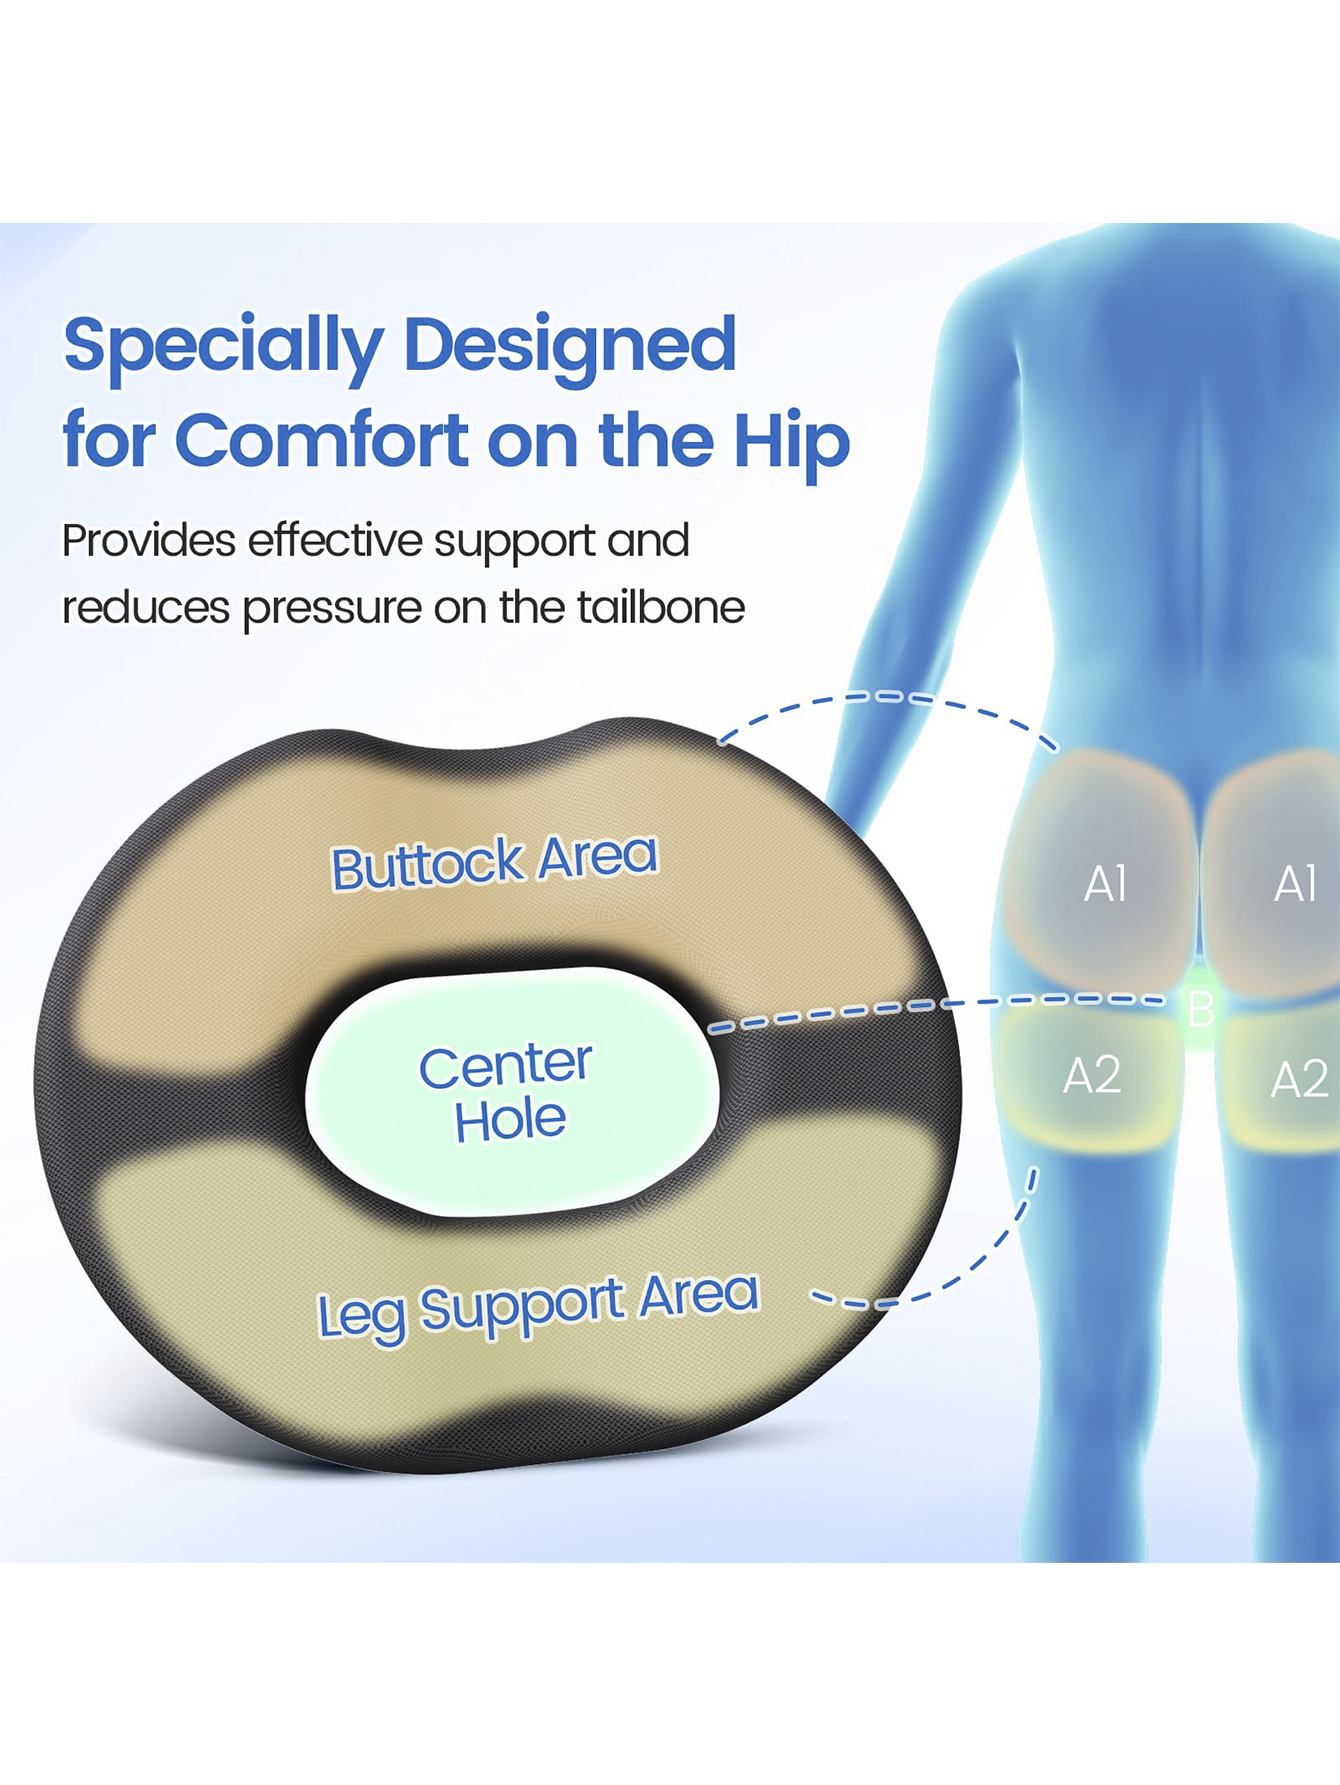 Specially Designed
for Comfort on the Hip
Provides effective support and
reduces pressure on the tailbone
Buttock Area
Center
Hole
Leg Support Area
A1
A1
B
A2
A2